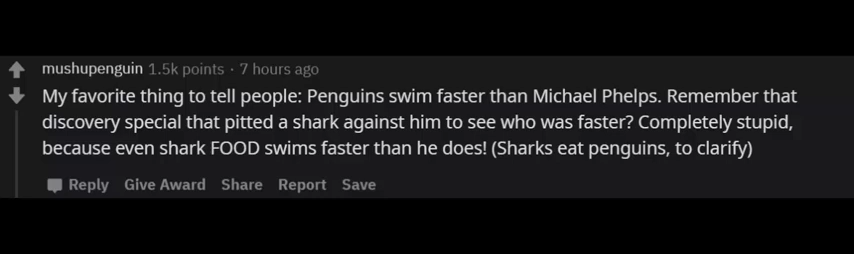 mushupenguin 1.5k points · 7 hours ago
My favorite thing to tell people: Penguins swim faster than Michael Phelps. Remember that
discovery special that pitted a shark against him to see who was faster? Completely stupid,
because even shark FOOD swims faster than he does! (Sharks eat penguins, to clarify)
Reply Give Award Share Report Save